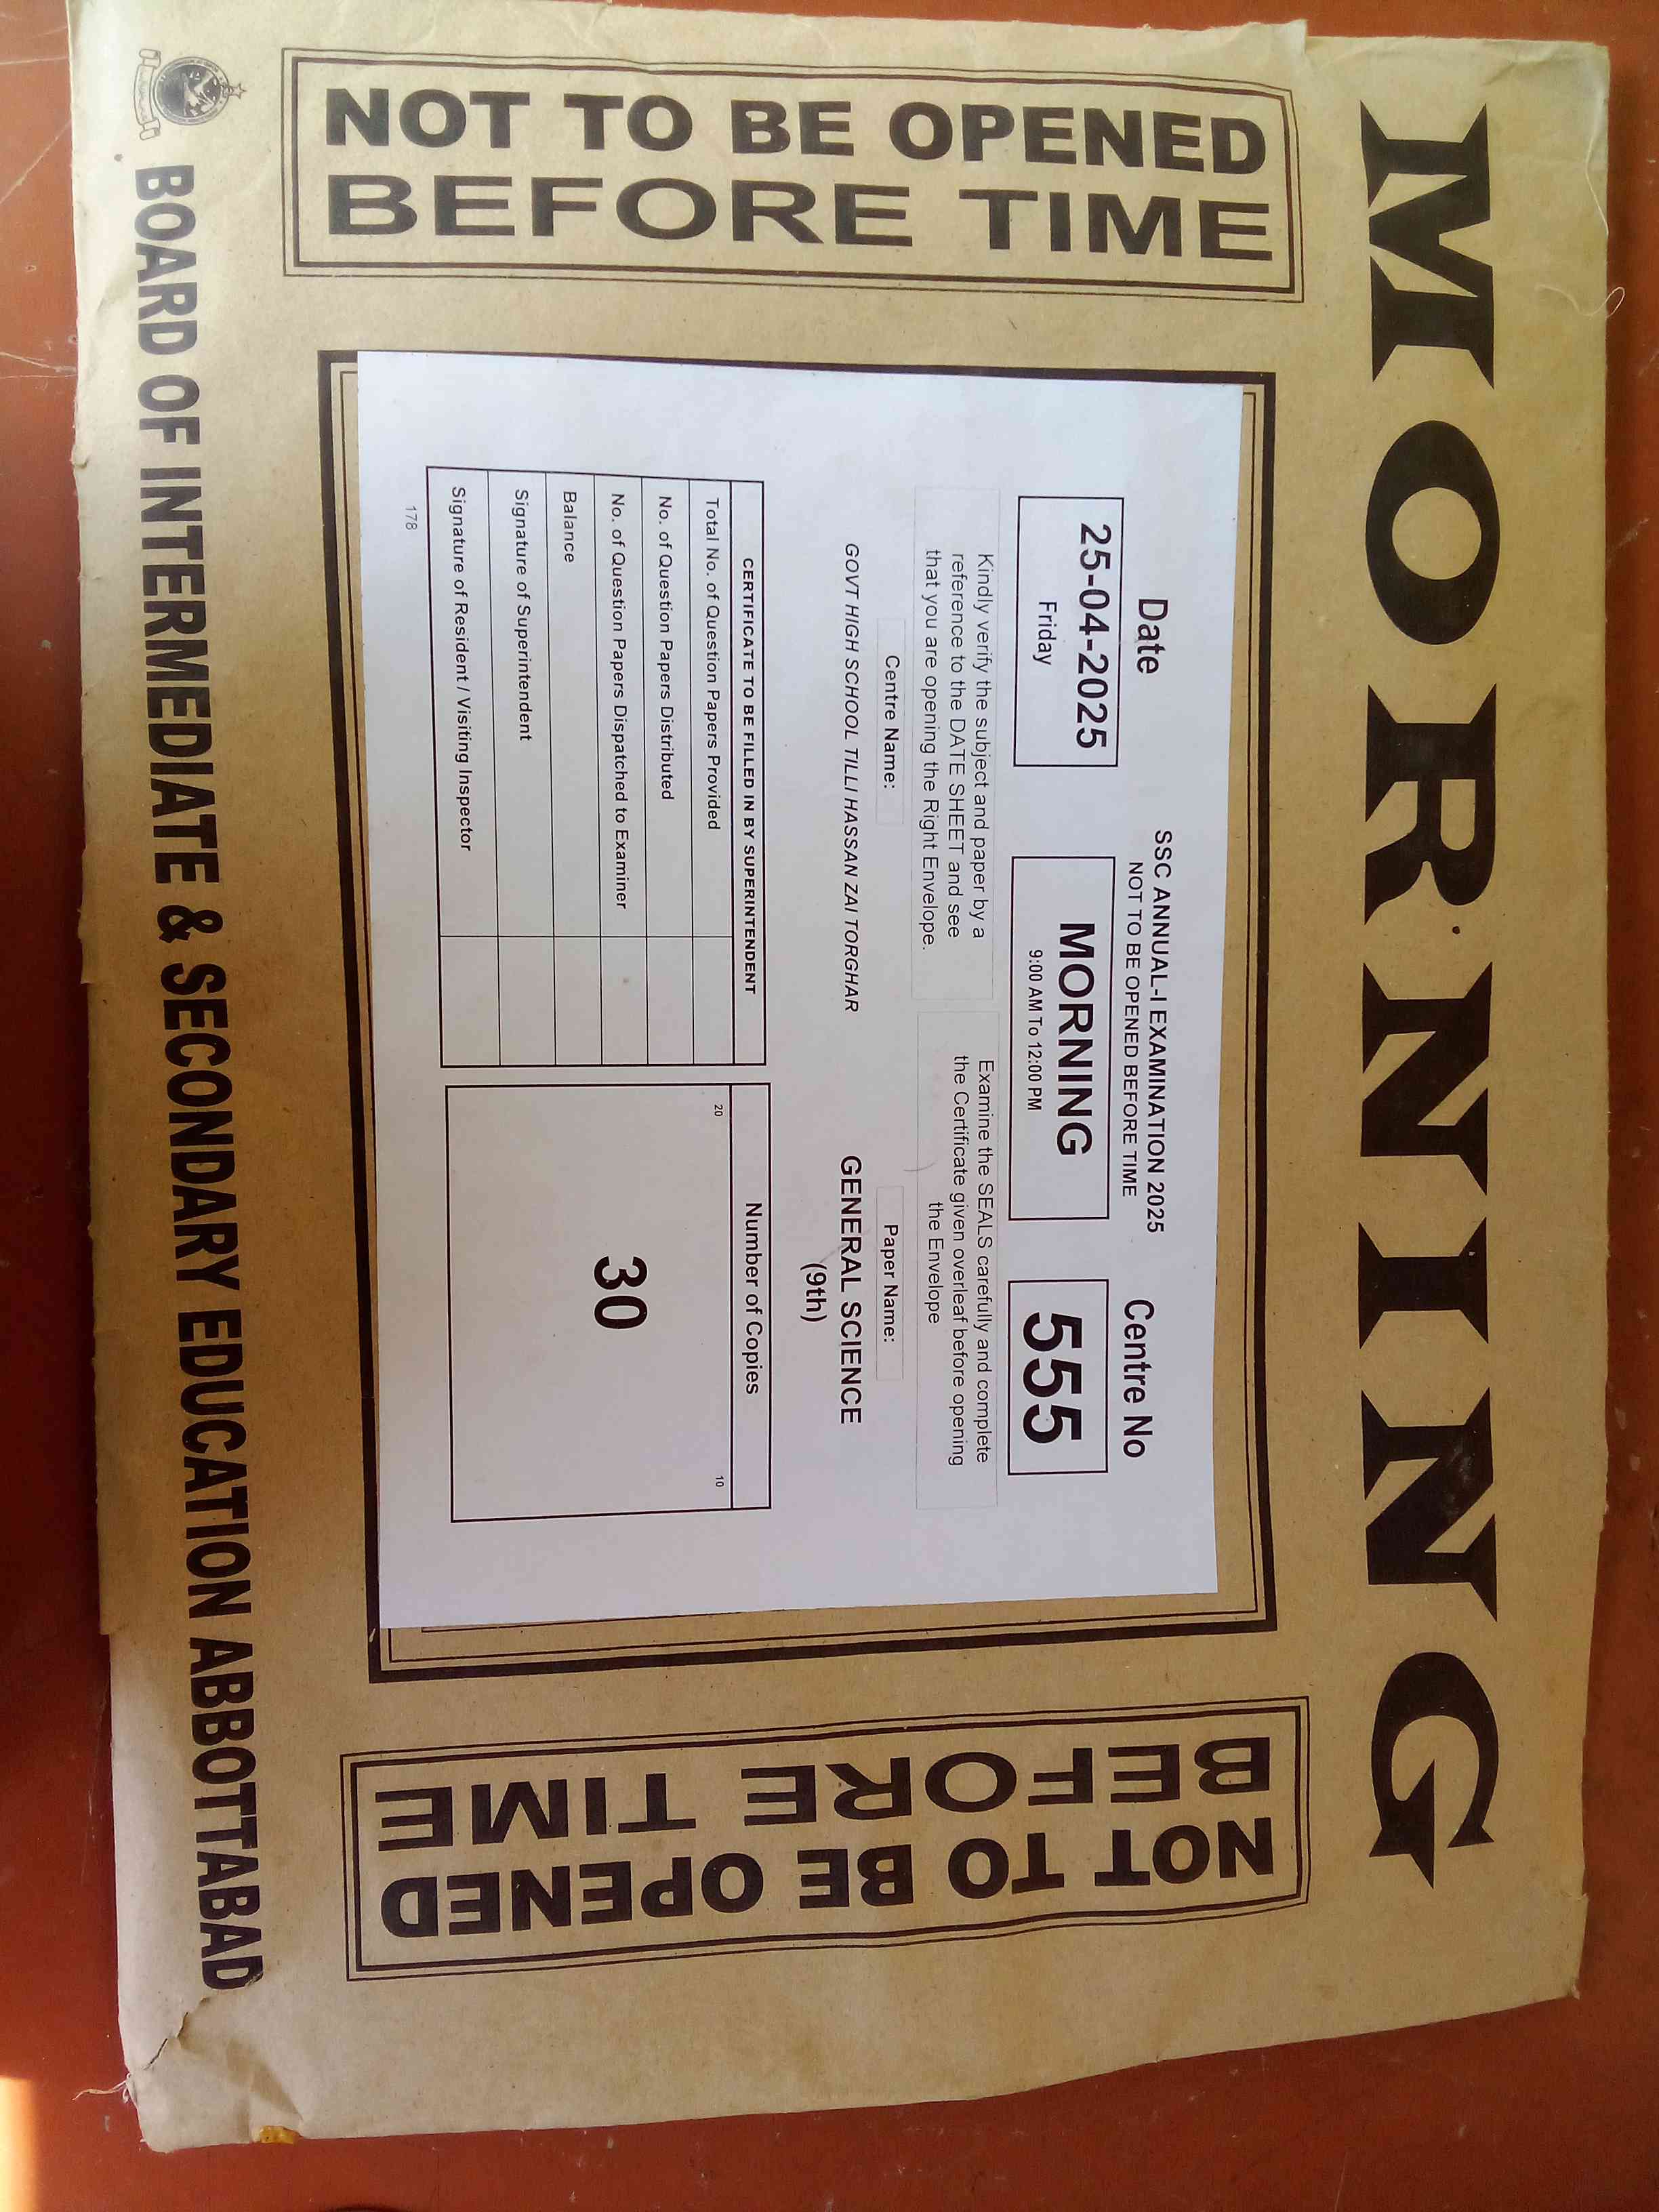 MORNING
NOT TO BE OPENED
BEFORE TIME
Date
SSC ANNUAL-I EXAMINATION 2025
NOT TO BE OPENED BEFORE TIME
Centre No
25-04-2025
Friday
MORNING
9:00 AM To 12:00 PM
555
Kindly verify the subject and paper by a
reference to the DATE SHEET and see
that you are opening the Right Envelope.
Examine the SEALS carefully and complete
the Certificate given overleaf before opening
the Envelope
Centre Name:
Paper Name:
GOVT HIGH SCHOOL TILLI HASSAN ZAI TORGHAR
GENERAL SCIENCE
(9th)
CERTIFICATE TO BE FILLED IN BY SUPERINTENDENT
Total No. of Question Papers Provided
No. of Question Papers Distributed
No. of Question Papers Dispatched to Examiner
Balance
Signature of Superintendent
Signature of Resident / Visiting Inspector
Number of Copies
20
10
30
178
NOT TO BE OPENED
BEFORE TIME
BOARD OF INTERMEDIATE & SECONDARY EDUCATION ABBOTTABAD